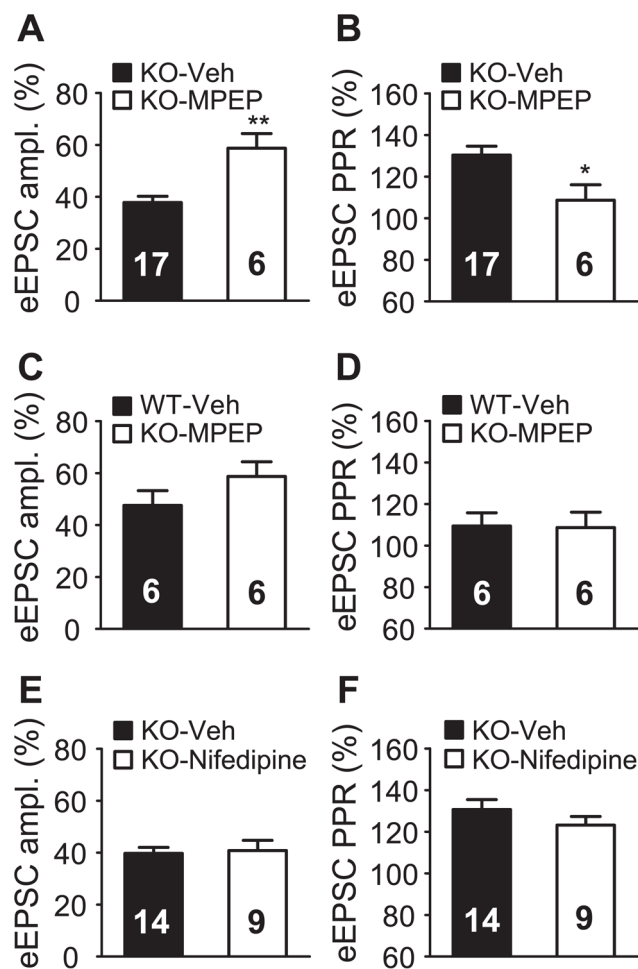 A
eEPSC ampl. (%)
KO-Veh
KO-MPEP
80
60
40
20
0
**
17
6
B
eEPSC PPR (%)
KO-Veh
KO-MPEP
160
140
120
100
80
60
*
17
6
C
eEPSC ampl. (%)
WT-Veh
KO-MPEP
80
60
40
20
0
6
6
D
eEPSC PPR (%)
WT-Veh
KO-MPEP
160
140
120
100
80
60
6
6
E
eEPSC ampl. (%)
KO-Veh
KO-Nifedipine
80
60
40
20
0
14
9
F
eEPSC PPR (%)
KO-Veh
KO-Nifedipine
160
140
120
100
80
60
14
9